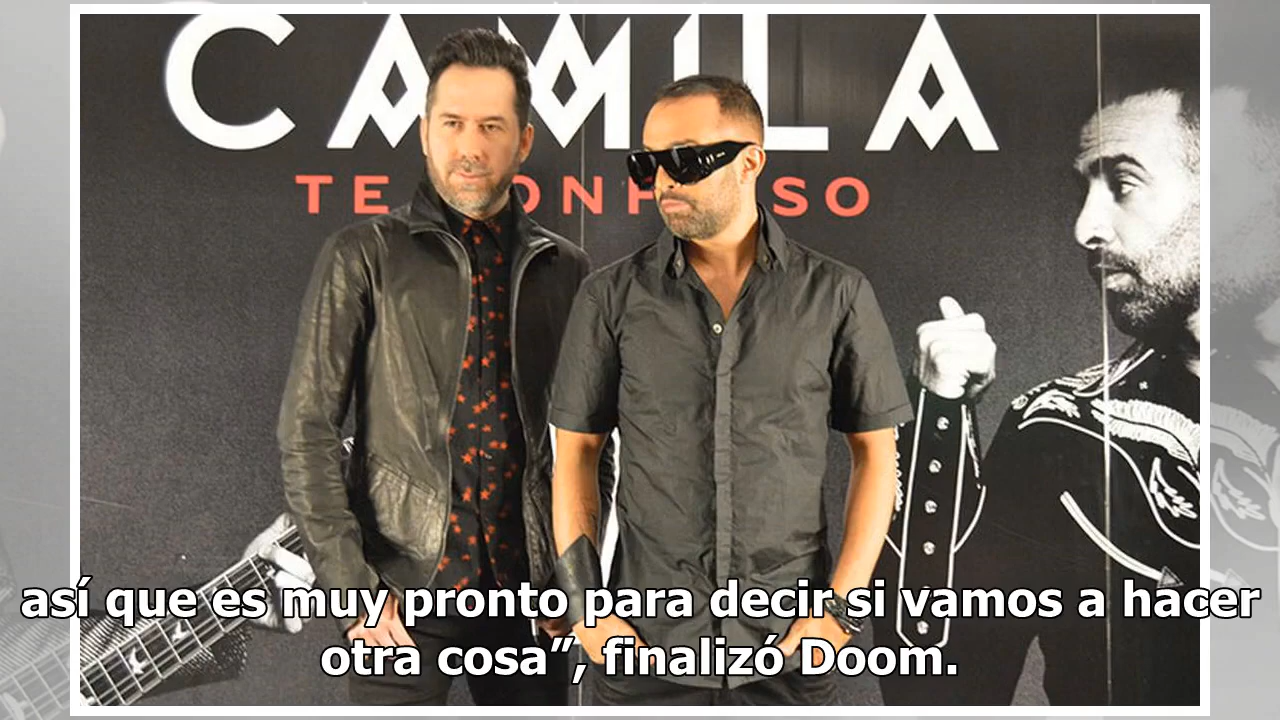 CAMILA
TE CONFIESO
así que es muy pronto para decir si vamos a hacer
otra cosa”, finalizó Doom.